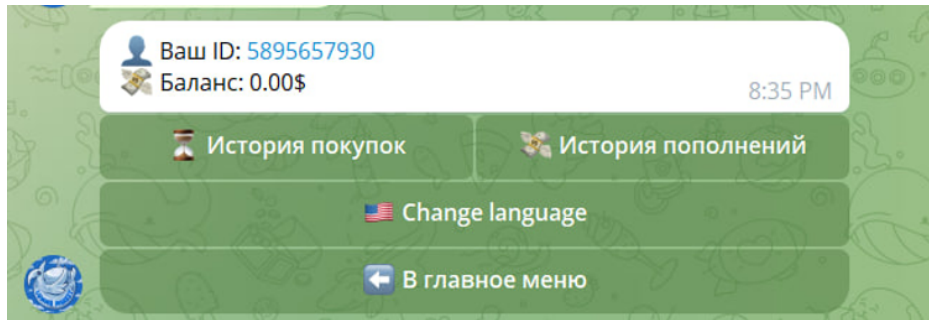 👤 Ваш ID: 5895657930
💸 Баланс: 0.00$
8:35 PM
⏳ История покупок
💸 История пополнений
🇺🇸 Change language
⬅️ В главное меню